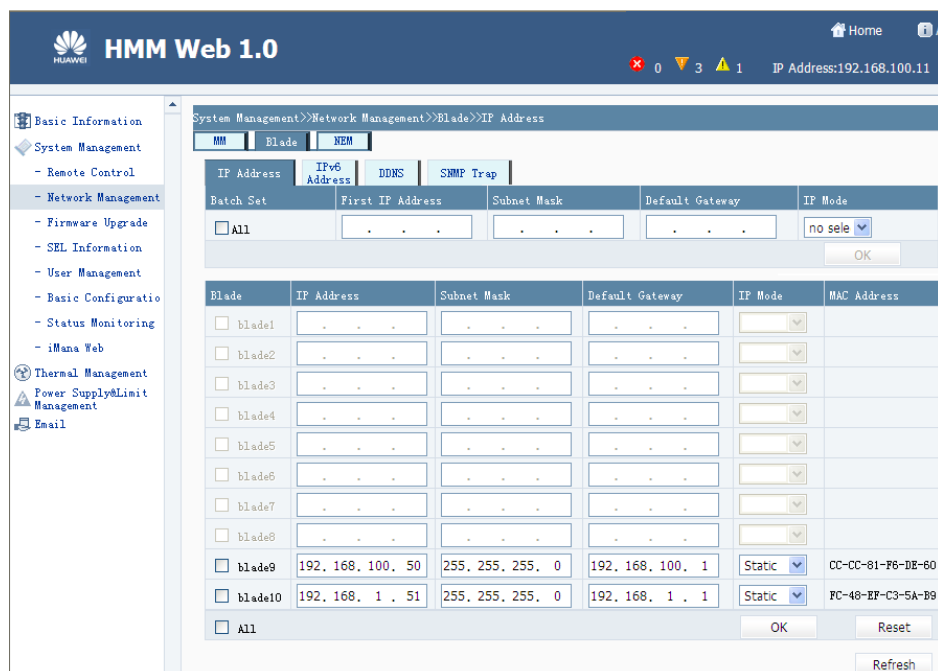 HUAWEI
HMM Web 1.0
Home
0 3 1 IP Address:192.168.100.11
Basic Information
System Management
- Remote Control
- Network Management
- Firmware Upgrade
- SEL Information
- User Management
- Basic Configuratio
- Status Monitoring
- iMana Web
Thermal Management
Power Supply&Limit
Management
Email
System Management>>Network Management>>Blade>>IP Address
MM Blade NEM
IP Address IPv6 Address DDNS SNMP Trap
Batch Set First IP Address Subnet Mask Default Gateway IP Mode
All . . . . . . . . . no sele
OK
Blade IP Address Subnet Mask Default Gateway IP Mode MAC Address
blade1 . . . . . . . . .
blade2 . . . . . . . . .
blade3 . . . . . . . . .
blade4 . . . . . . . . .
blade5 . . . . . . . . .
blade6 . . . . . . . . .
blade7 . . . . . . . . .
blade8 . . . . . . . . .
blade9 192. 168. 100. 50 255. 255. 255. 0 192. 168. 100. 1 Static CC-CC-81-F6-DE-60
blade10 192. 168. 1 . 51 255. 255. 255. 0 192. 168. 1 . 1 Static FC-48-EF-C3-5A-B9
All OK Reset
Refresh